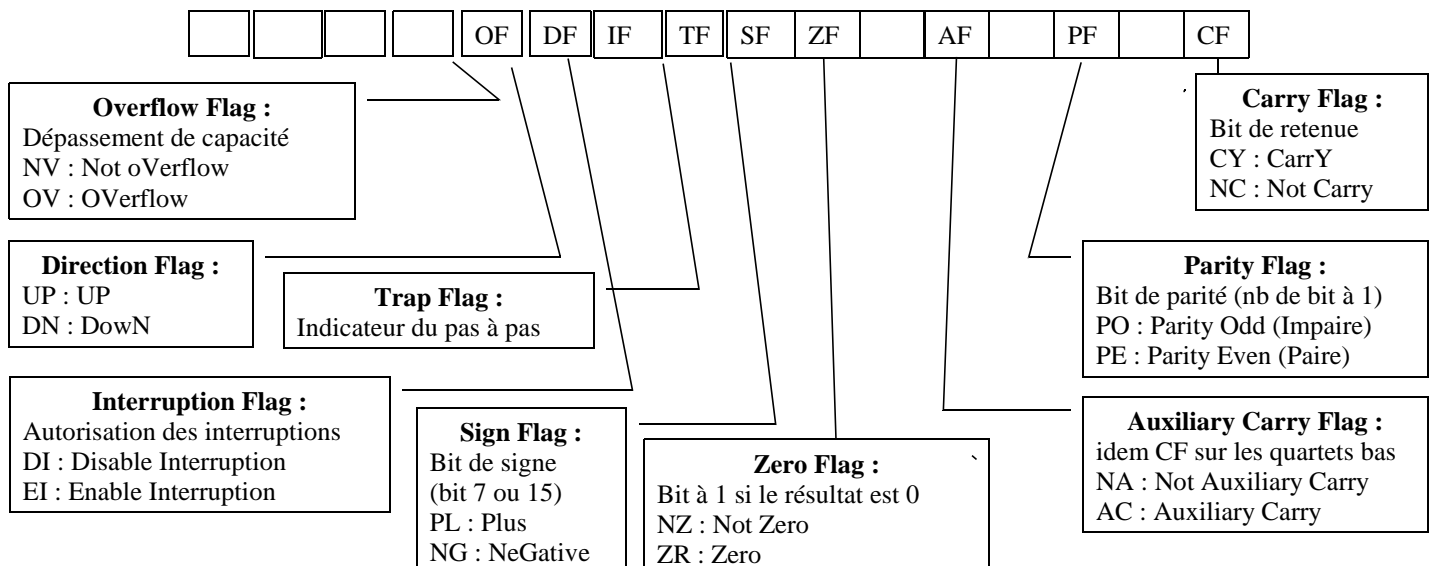 OF DF IF TF SF ZF AF PF CF
Overflow Flag :
Dépassement de capacité
NV : Not oVerflow
OV : OVerflow
Carry Flag :
Bit de retenue
CY : CarrY
NC : Not Carry
Direction Flag :
UP : UP
DN : DowN
Trap Flag :
Indicateur du pas à pas
Parity Flag :
Bit de parité (nb de bit à 1)
PO : Parity Odd (Impaire)
PE : Parity Even (Paire)
Interruption Flag :
Autorisation des interruptions
DI : Disable Interruption
EI : Enable Interruption
Sign Flag :
Bit de signe
(bit 7 ou 15)
PL : Plus
NG : NeGative
Zero Flag :
Bit à 1 si le résultat est 0
NZ : Not Zero
ZR : Zero
Auxiliary Carry Flag :
idem CF sur les quartets bas
NA : Not Auxiliary Carry
AC : Auxiliary Carry